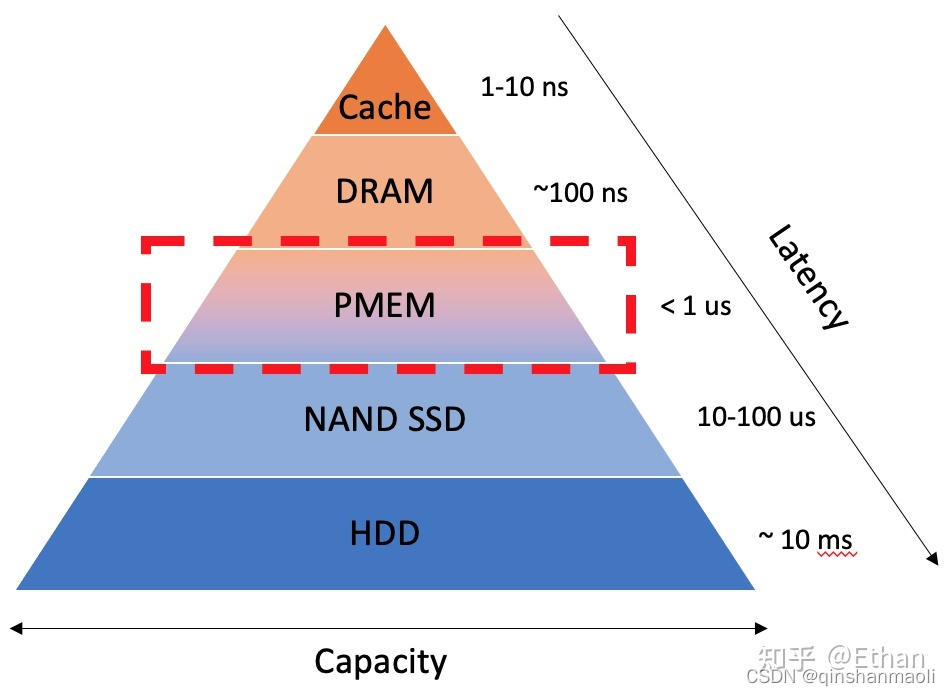 Cache
1-10 ns
DRAM
~100 ns
PMEM
< 1 us
Latency
NAND SSD
10-100 us
HDD
~ 10 ms
Capacity
知乎 @Ethan
CSDN @qinshanmaoli